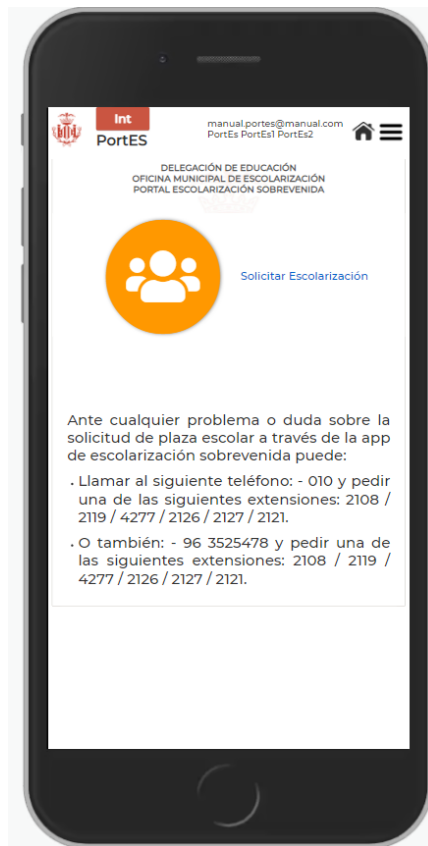 Int
PortES
manual.portes@manual.com
PortEs PortEs1 PortEs2
DELEGACIÓN DE EDUCACIÓN
OFICINA MUNICIPAL DE ESCOLARIZACIÓN
PORTAL ESCOLARIZACIÓN SOBREVENIDA
Solicitar Escolarización
Ante cualquier problema o duda sobre la
solicitud de plaza escolar a través de la app
de escolarización sobrevenida puede:
• Llamar al siguiente teléfono: - 010 y pedir
una de las siguientes extensiones: 2108 /
2119 / 4277 / 2126 / 2127 / 2121.
• O también: - 96 3525478 y pedir una de
las siguientes extensiones: 2108 / 2119 /
4277 / 2126 / 2127 / 2121.